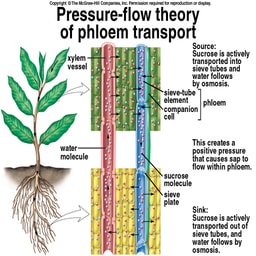 Copyright © The McGraw-Hill Companies, Inc. Permission required for reproduction or display.
Pressure-flow theory
of phloem transport
xylem
vessel
Source:
Sucrose is actively
transported into
sieve tubes and
water follows
by osmosis.
sieve-tube
element
companion
cell
phloem
water
molecule
This creates a
positive pressure
that causes sap to
flow within phloem.
sucrose
molecule
sieve
plate
Sink:
Sucrose is actively
transported out of
sieve tubes, and
water follows by
osmosis.